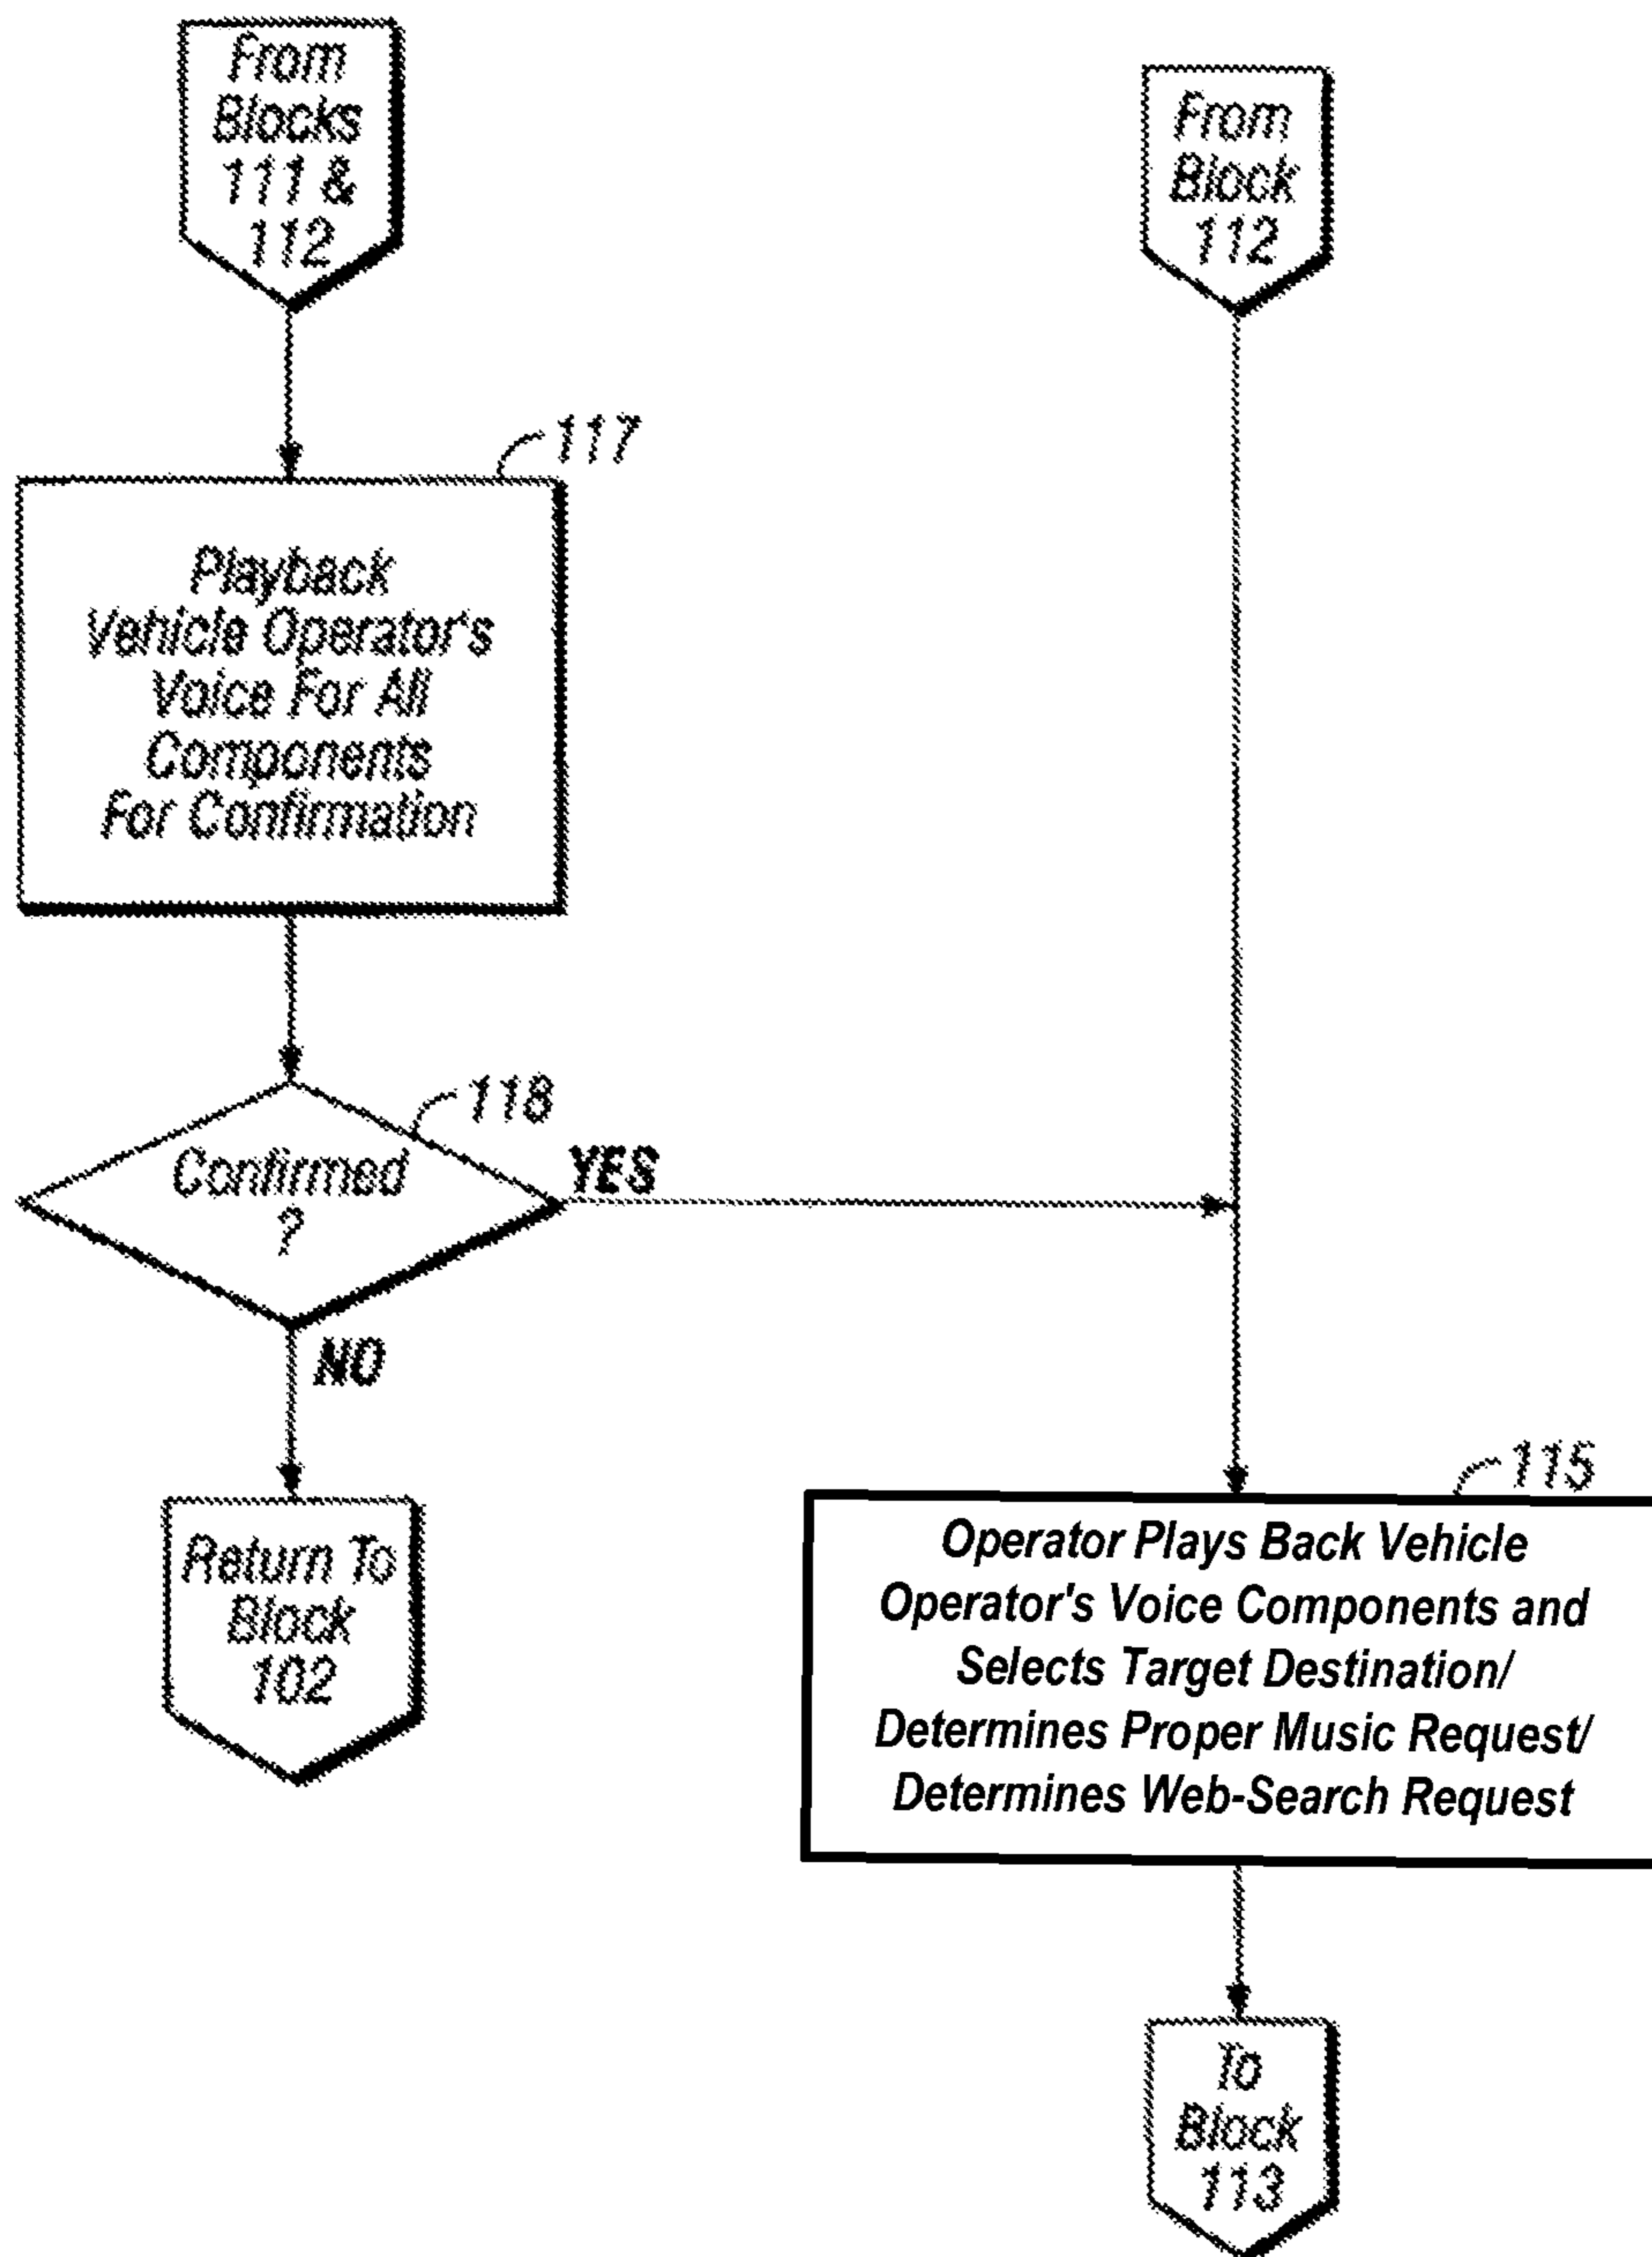 From
Blocks
111 &
112
From
Block
112
117
Playback
Vehicle Operator's
Voice For All
Components
For Confirmation
118
Confirmed
?
YES
NO
Return To
Block
102
115
Operator Plays Back Vehicle
Operator's Voice Components and
Selects Target Destination/
Determines Proper Music Request/
Determines Web-Search Request
To
Block
113